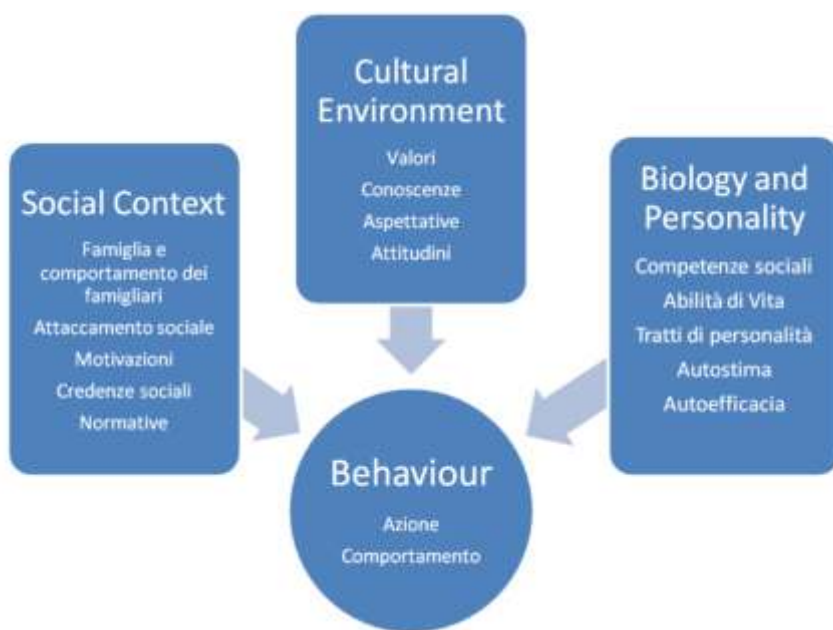 Social Context
Famiglia e
comportamento dei
famigliari
Attaccamento sociale
Motivazioni
Credenze sociali
Normative
Cultural
Environment
Valori
Conoscenze
Aspettative
Attitudini
Biology and
Personality
Competenze sociali
Abilità di Vita
Tratti di personalità
Autostima
Autoefficacia
Behaviour
Azione
Comportamento